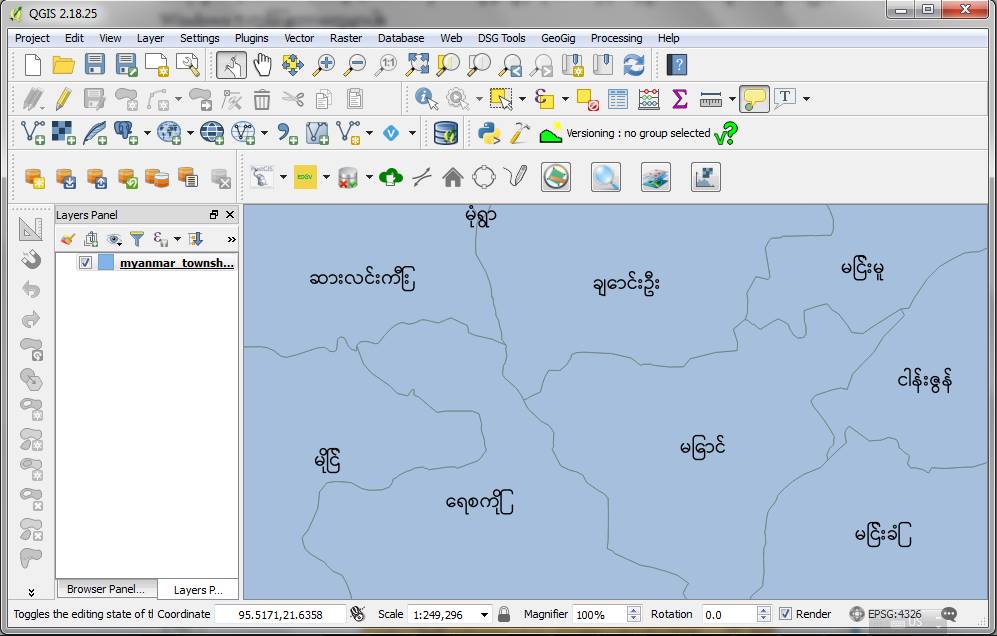 QGIS 2.18.25
Project Edit View Layer Settings Plugins Vector Raster Database Web DSG Tools GeoGig Processing Help
Versioning : no group selected
EDGV
Layers Panel
myanmar_townsh...
မုံရွာ
ဆားလင်းကြီး
ချောင်းဦး
မြင်းမူ
ငါန်းဇွန်
မြောင်
မြိုင်
ရေစကြို
မြင်းခြံ
Browser Panel... Layers P...
Toggles the editing state of tl Coordinate 95.5171,21.6358 Scale 1:249,296 Magnifier 100% Rotation 0.0 Render EPSG:4326